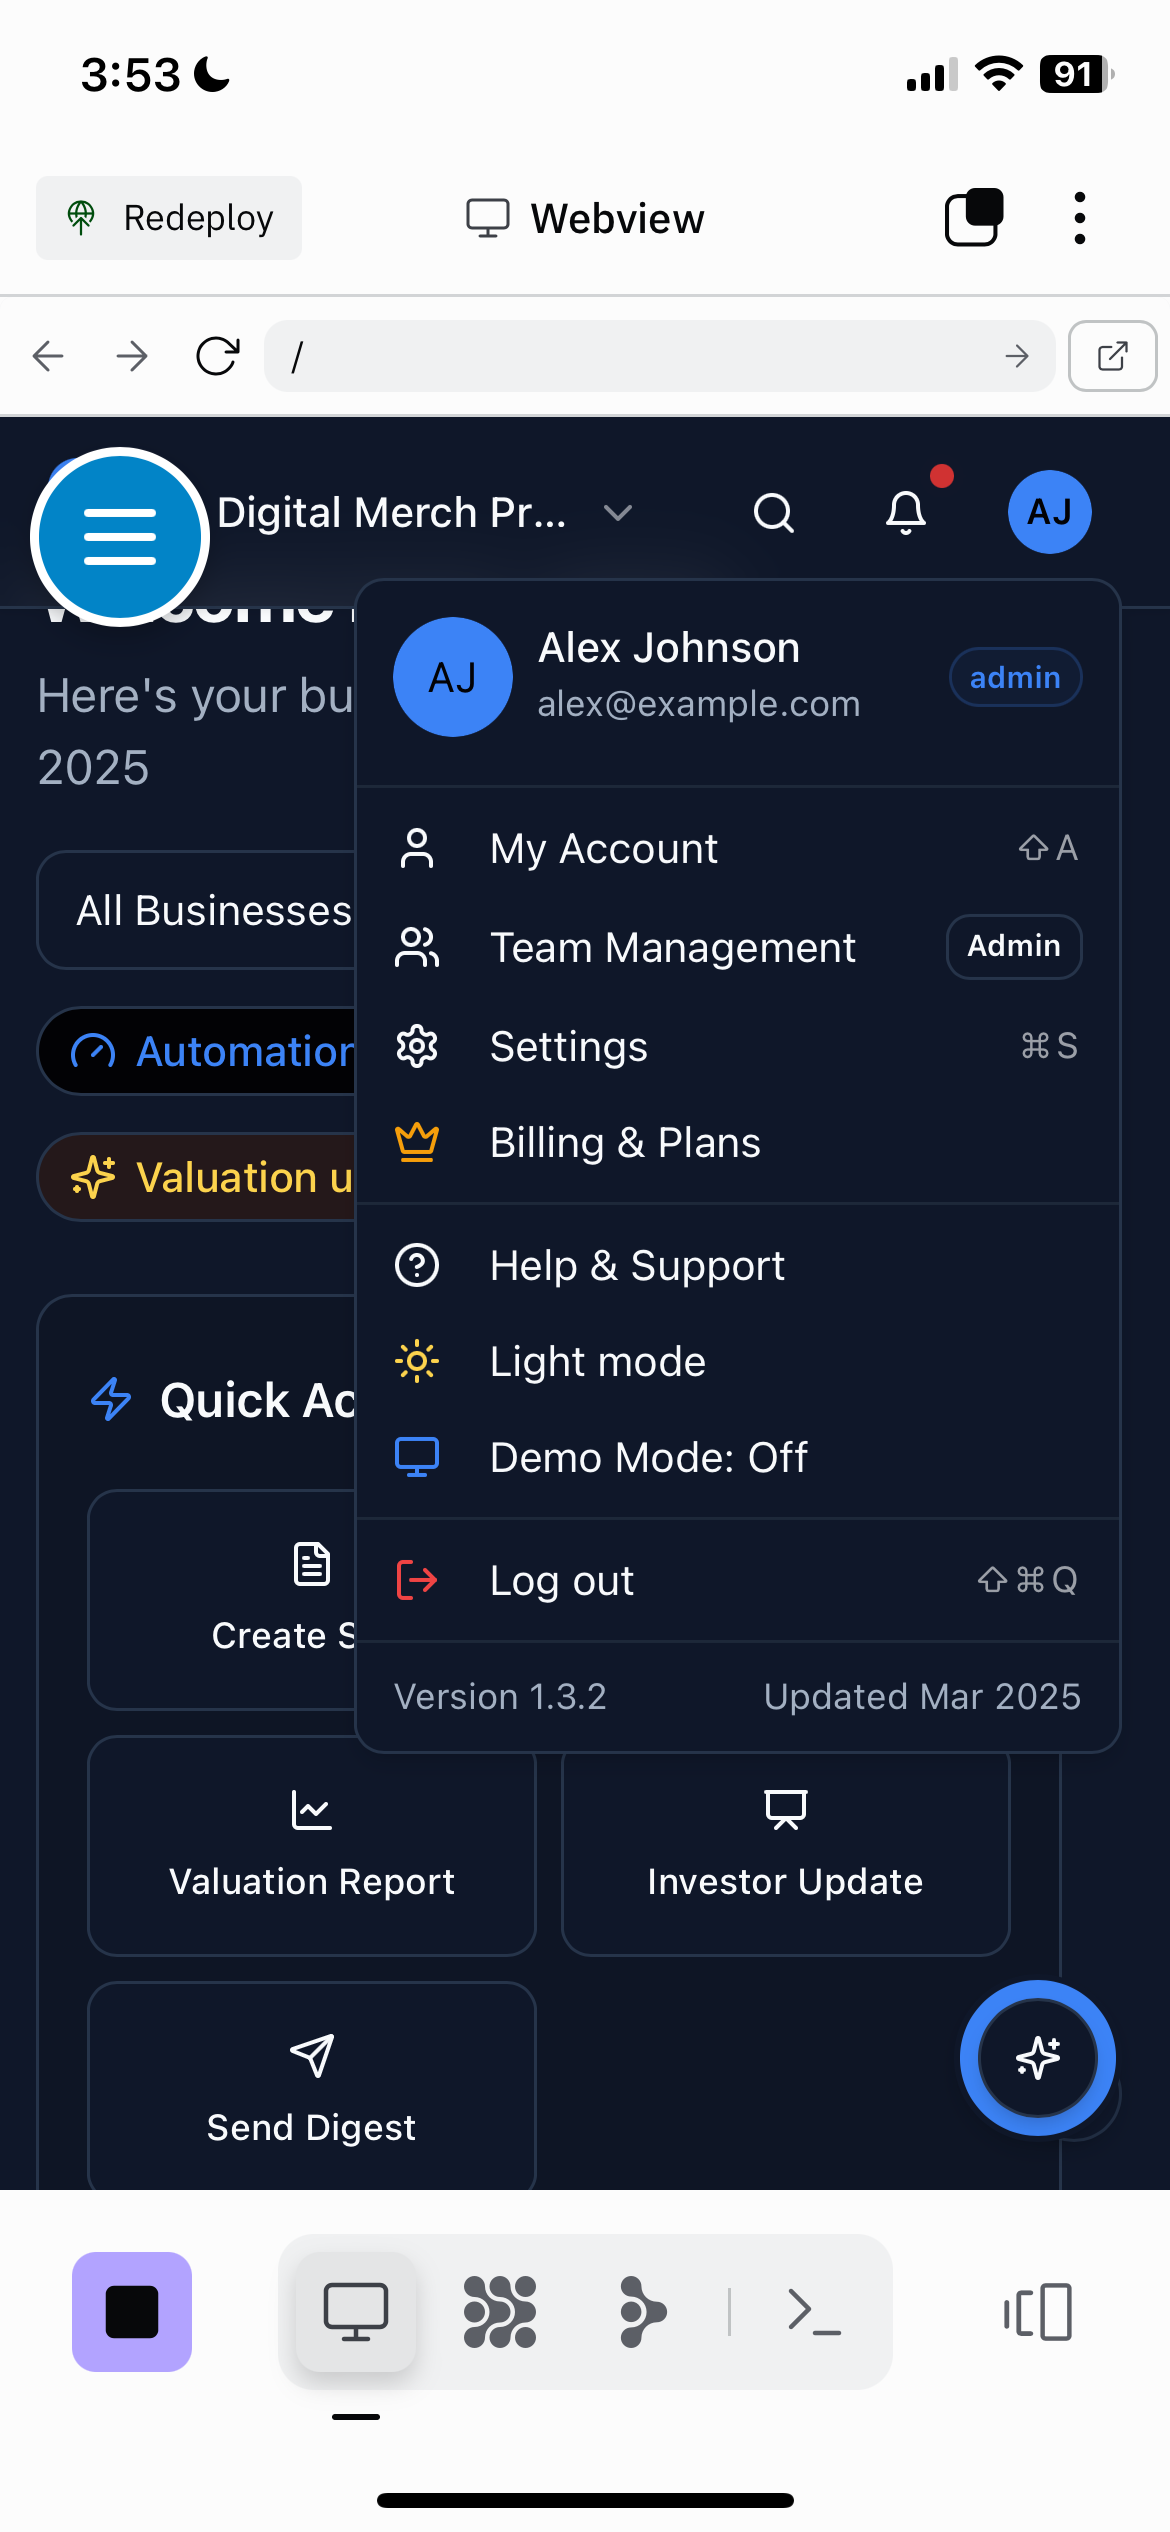 3:53
91
Redeploy
Webview
/
Digital Merch Pr...
AJ
AJ
Alex Johnson
alex@example.com
admin
Here's your bu
2025
All Businesses
My Account
⇧A
Team Management
Admin
Settings
⌘S
Billing & Plans
Valuation u
Help & Support
Light mode
Demo Mode: Off
Quick Ac
Log out
⇧⌘Q
Create S
Version 1.3.2
Updated Mar 2025
Valuation Report
Investor Update
Send Digest